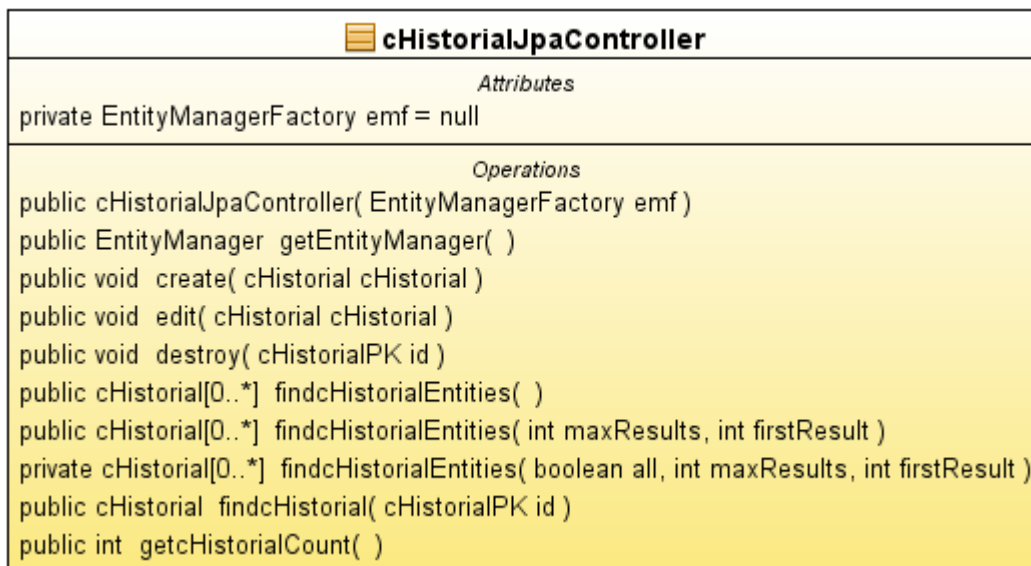 cHistorialJpaController
Attributes
private EntityManagerFactory emf = null
Operations
public cHistorialJpaController( EntityManagerFactory emf )
public EntityManager getEntityManager( )
public void create( cHistorial cHistorial )
public void edit( cHistorial cHistorial )
public void destroy( cHistorialPK id )
public cHistorial[0..*] findcHistorialEntities( )
public cHistorial[0..*] findcHistorialEntities( int maxResults, int firstResult )
private cHistorial[0..*] findcHistorialEntities( boolean all, int maxResults, int firstResult )
public cHistorial findcHistorial( cHistorialPK id )
public int getcHistorialCount( )